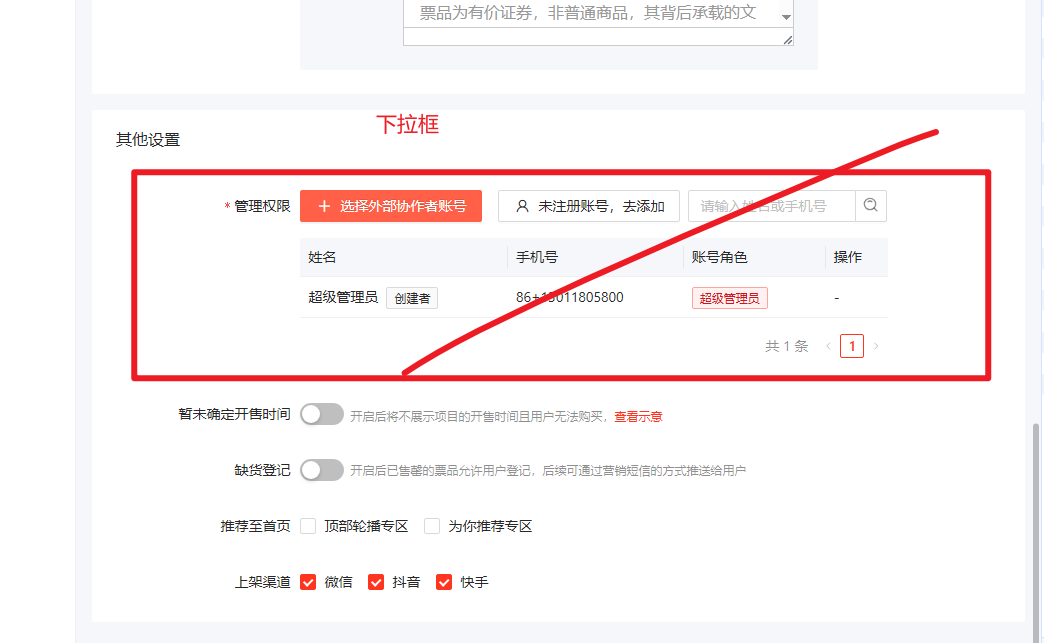 票品为有价证券，非普通商品，其背后承载的文
下拉框
其他设置
* 管理权限 + 选择外部协作者账号 未注册账号，去添加 请输入姓名或手机号
姓名 手机号 账号角色 操作
超级管理员 创建者 86+15011805800 超级管理员 -
共 1 条 < 1 >
暂未确定开售时间 开启后将不展示项目的开售时间且用户无法购买，查看示意
缺货登记 开启后已售罄的票品允许用户登记，后续可通过营销短信的方式推送给用户
推荐至首页 顶部轮播专区 为你推荐专区
上架渠道 微信 抖音 快手